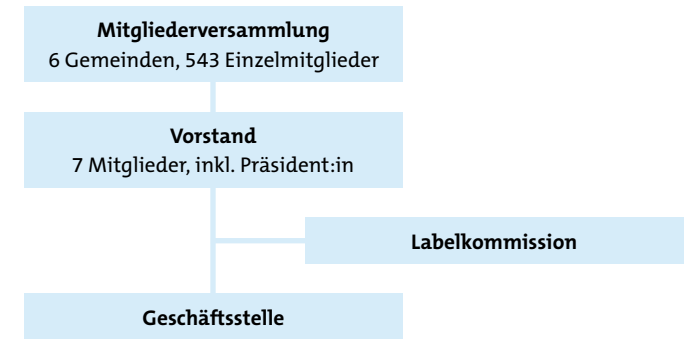 Mitgliederversammlung
6 Gemeinden, 543 Einzelmitglieder
Vorstand
7 Mitglieder, inkl. Präsident:in
Labelkommission
Geschäftsstelle